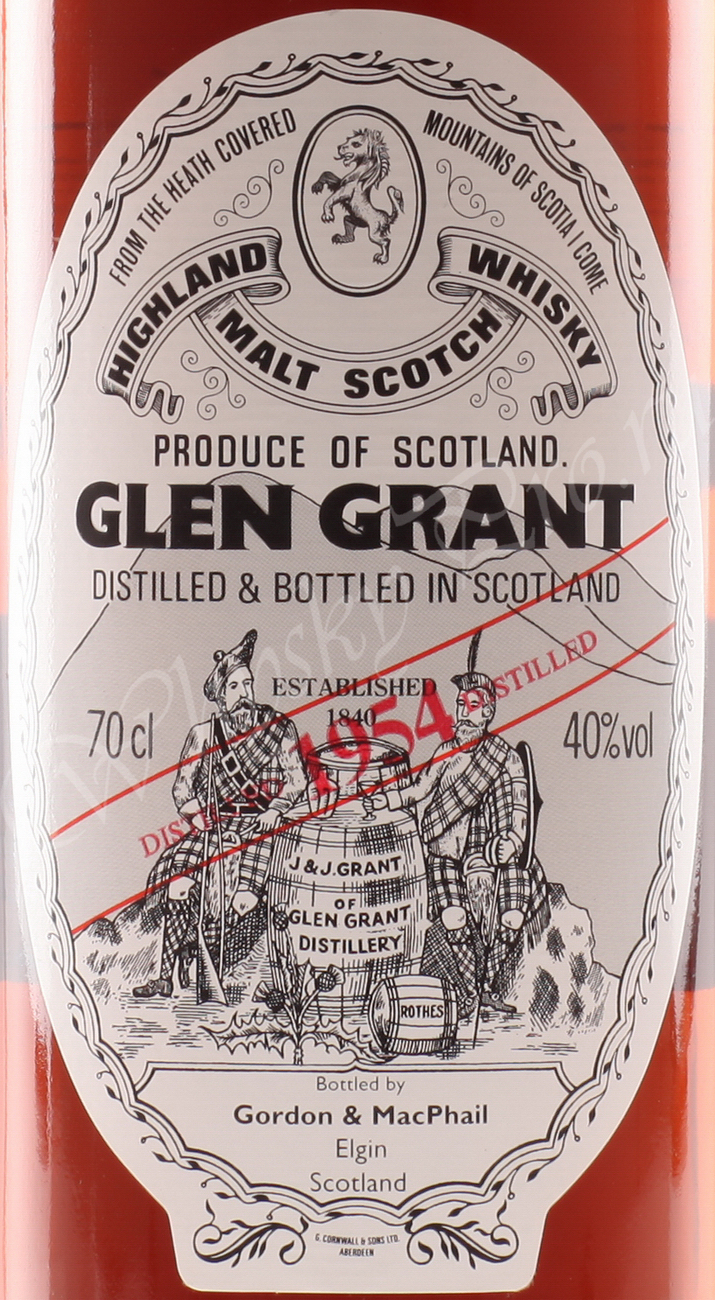 FROM THE HEATH COVERED
MOUNTAINS OF SCOTIA I COME
HIGHLAND
MALT SCOTCH
WHISKY
PRODUCE OF SCOTLAND.
GLEN GRANT
DISTILLED & BOTTLED IN SCOTLAND
ESTABLISHED
1840
70 cl
40%vol
DISTILLED 1954 DISTILLED
J & J. GRANT
OF
GLEN GRANT
DISTILLERY
ROTHES
Bottled by
Gordon & MacPhail
Elgin
Scotland
G. CORNWALL & SONS LTD.
ABERDEEN